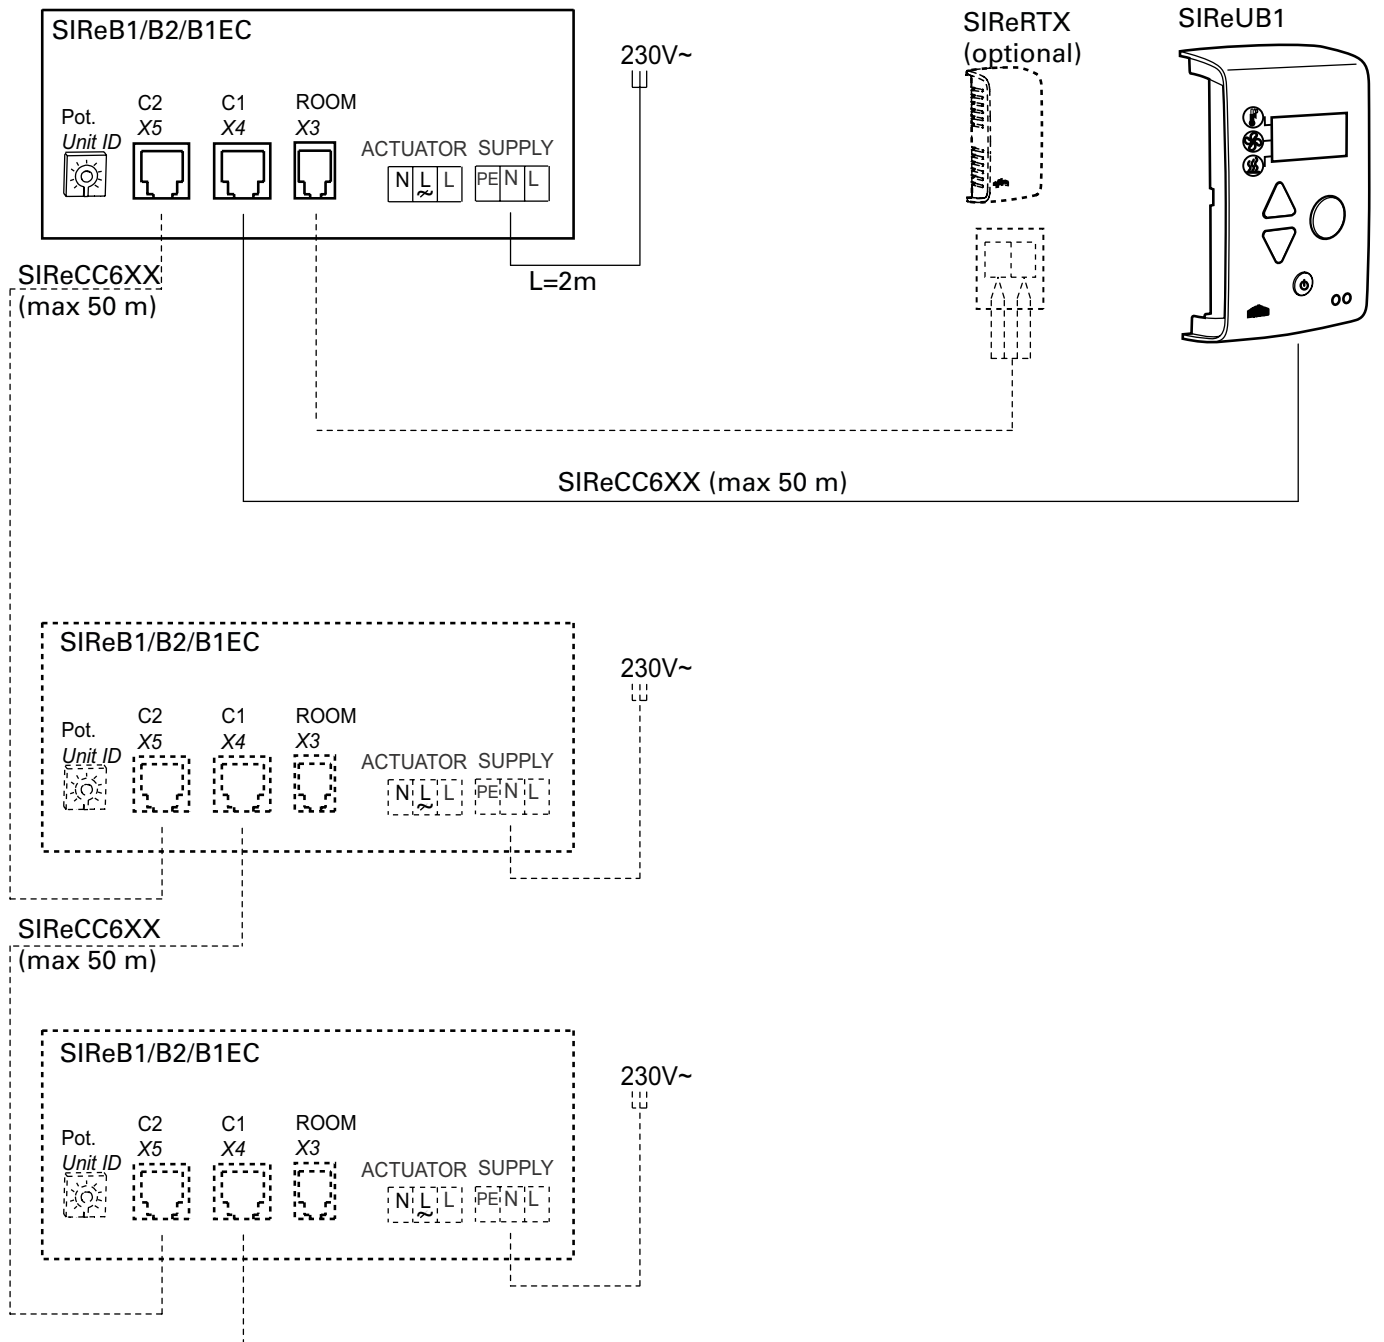 SIReB1/B2/B1EC
230V~
SIReRTX
(optional)
SIReUB1
Pot.
Unit ID
C2
X5
C1
X4
ROOM
X3
ACTUATOR
SUPPLY
N L~ L
PE N L
SIReCC6XX
(max 50 m)
L=2m
SIReCC6XX (max 50 m)
SIReB1/B2/B1EC
230V~
Pot.
Unit ID
C2
X5
C1
X4
ROOM
X3
ACTUATOR
SUPPLY
N L~ L
PE N L
SIReCC6XX
(max 50 m)
SIReB1/B2/B1EC
230V~
Pot.
Unit ID
C2
X5
C1
X4
ROOM
X3
ACTUATOR
SUPPLY
N L~ L
PE N L